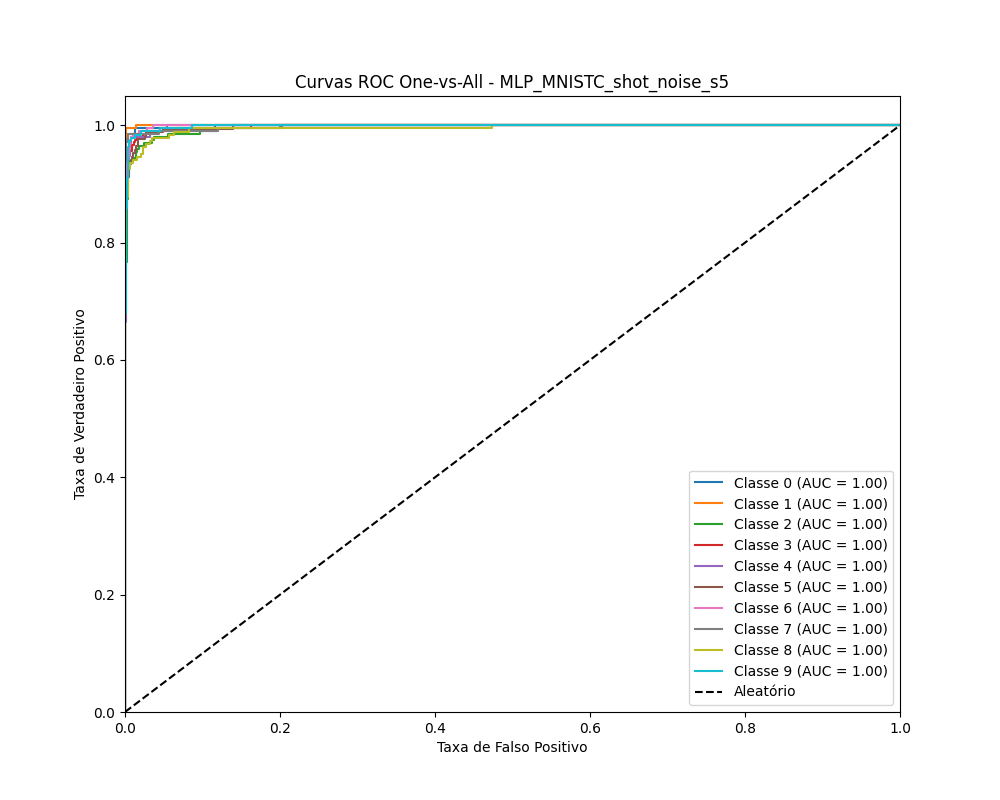 Curvas ROC One-vs-All - MLP_MNISTC_shot_noise_s5
Taxa de Verdadeiro Positivo
1.0
0.8
0.6
0.4
0.2
0.0
Classe 0 (AUC = 1.00)
Classe 1 (AUC = 1.00)
Classe 2 (AUC = 1.00)
Classe 3 (AUC = 1.00)
Classe 4 (AUC = 1.00)
Classe 5 (AUC = 1.00)
Classe 6 (AUC = 1.00)
Classe 7 (AUC = 1.00)
Classe 8 (AUC = 1.00)
Classe 9 (AUC = 1.00)
Aleatório
0.0 0.2 0.4 0.6 0.8 1.0
Taxa de Falso Positivo